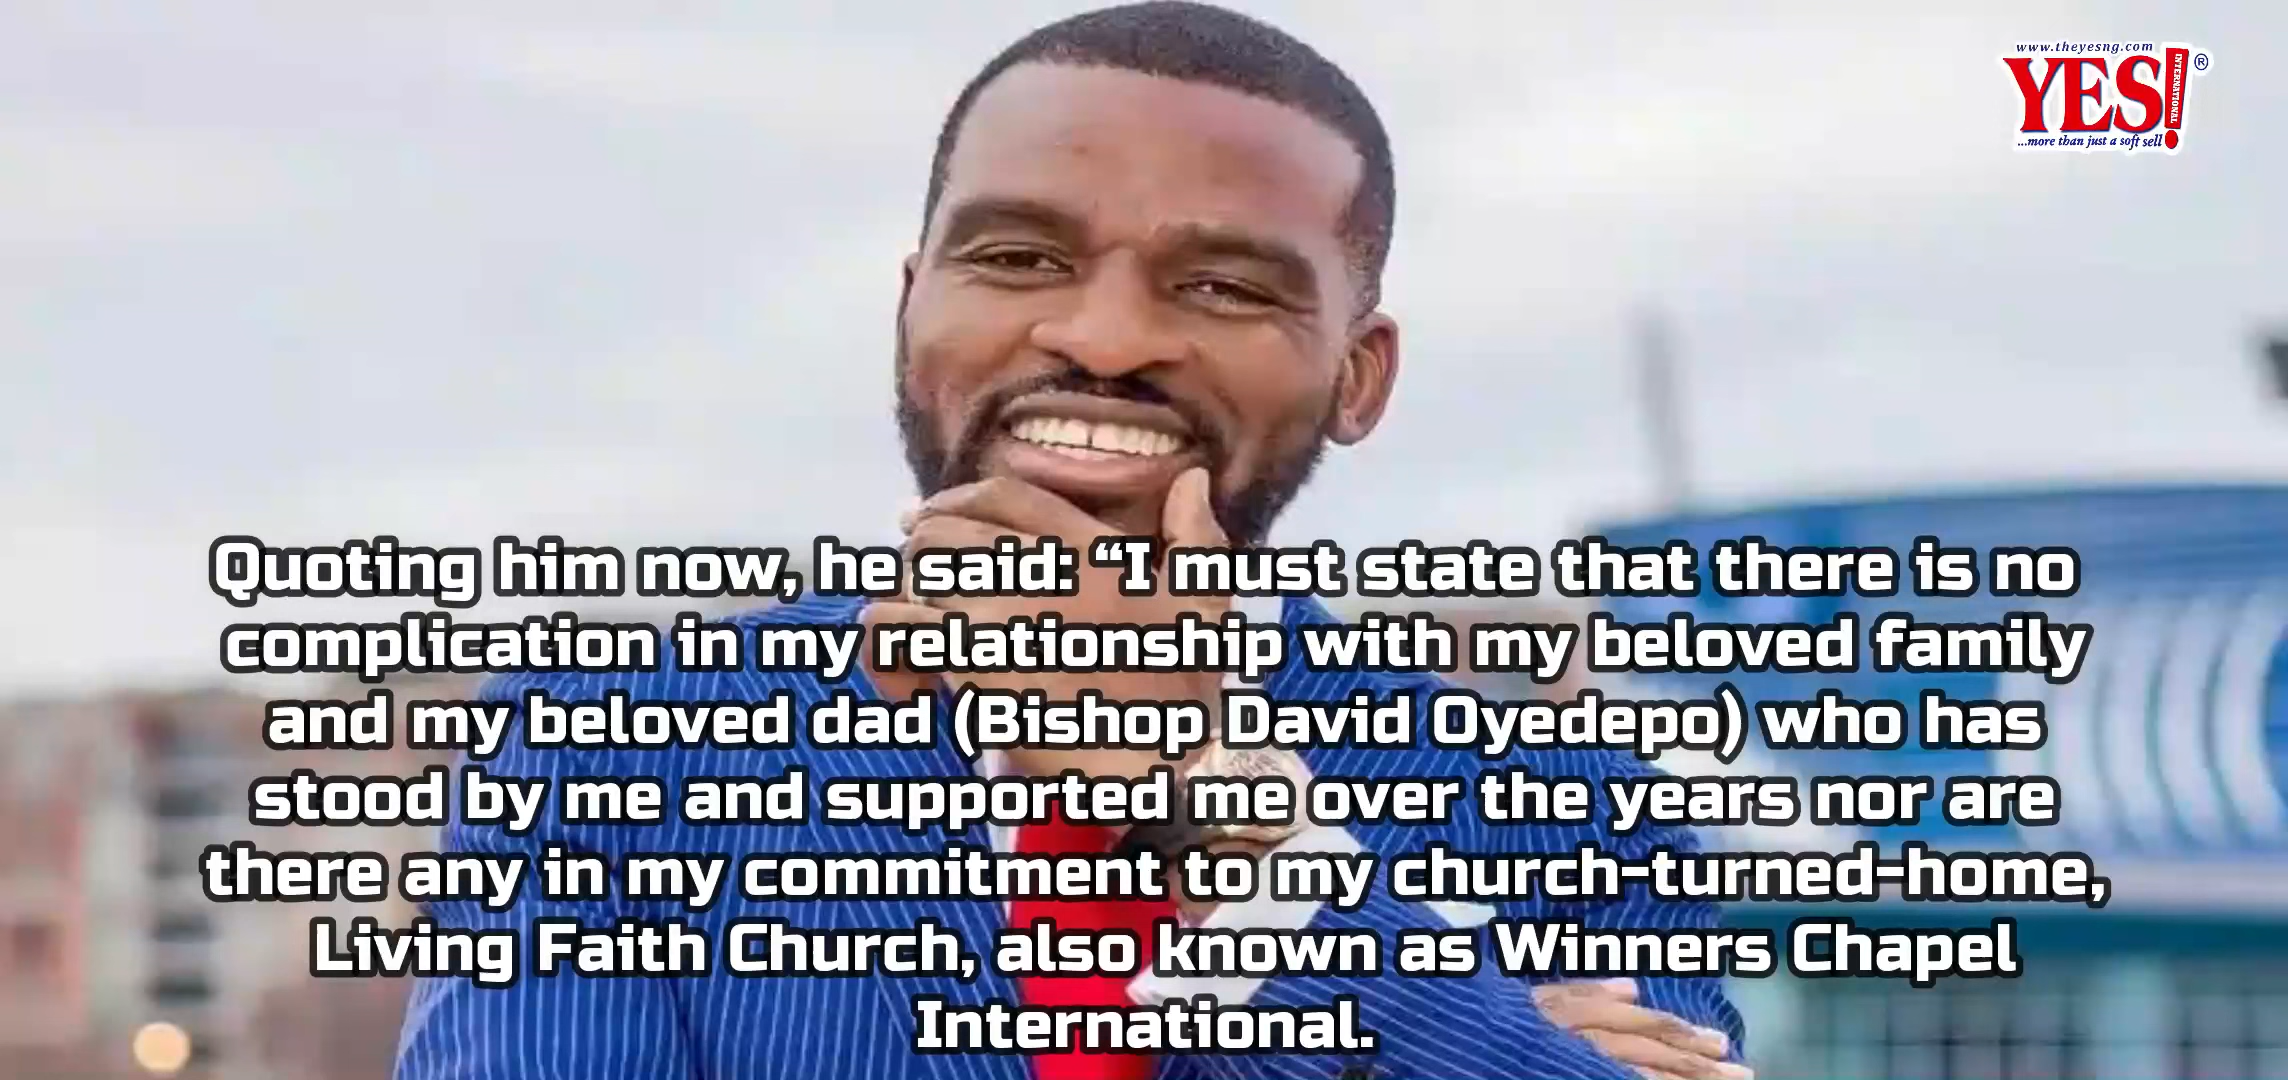 www.theyesng.com
YES!
INTERNATIONAL
®
...more than just a soft sell
Quoting him now, he said: “I must state that there is no
complication in my relationship with my beloved family
and my beloved dad (Bishop David Oyedepo) who has
stood by me and supported me over the years nor are
there any in my commitment to my church-turned-home,
Living Faith Church, also known as Winners Chapel
International.